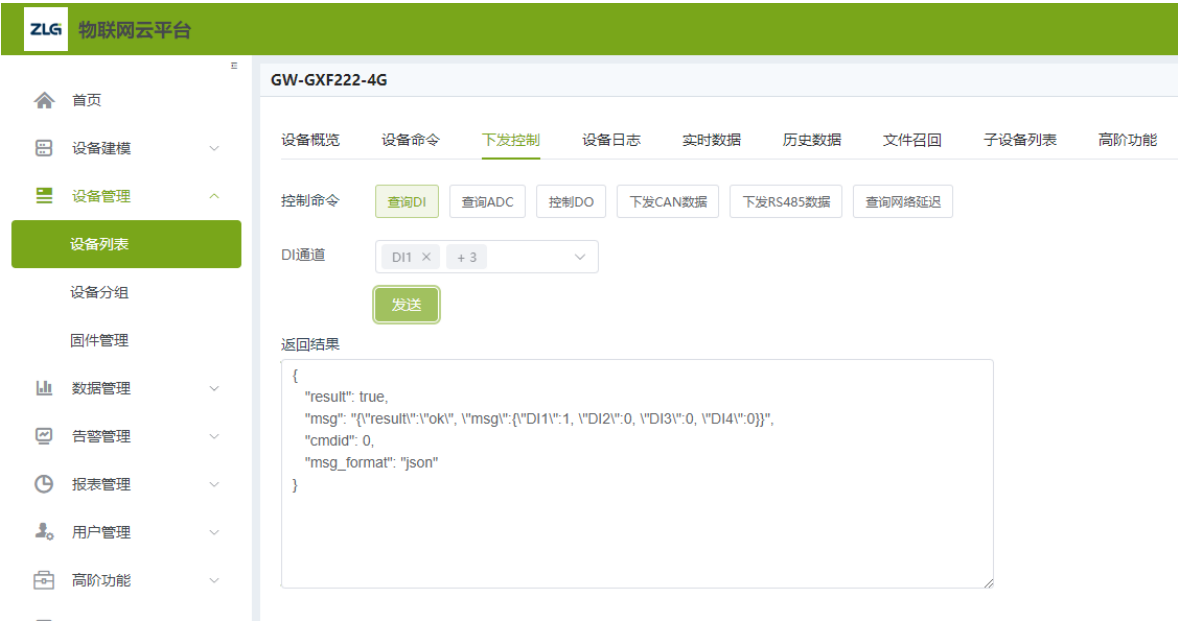 ZLG 物联网云平台
首页
设备建模
设备管理
设备列表
设备分组
固件管理
数据管理
告警管理
报表管理
用户管理
高阶功能
GW-GXF222-4G
设备概览 设备命令 下发控制 设备日志 实时数据 历史数据 文件召回 子设备列表 高阶功能
控制命令 查询DI 查询ADC 控制DO 下发CAN数据 下发RS485数据 查询网络延迟
DI通道 DI1 × + 3
发送
返回结果
{
"result": true,
"msg": "{\"result\":\"ok\", \"msg\":{\"DI1\":1, \"DI2\":0, \"DI3\":0, \"DI4\":0}}",
"cmdid": 0,
"msg_format": "json"
}